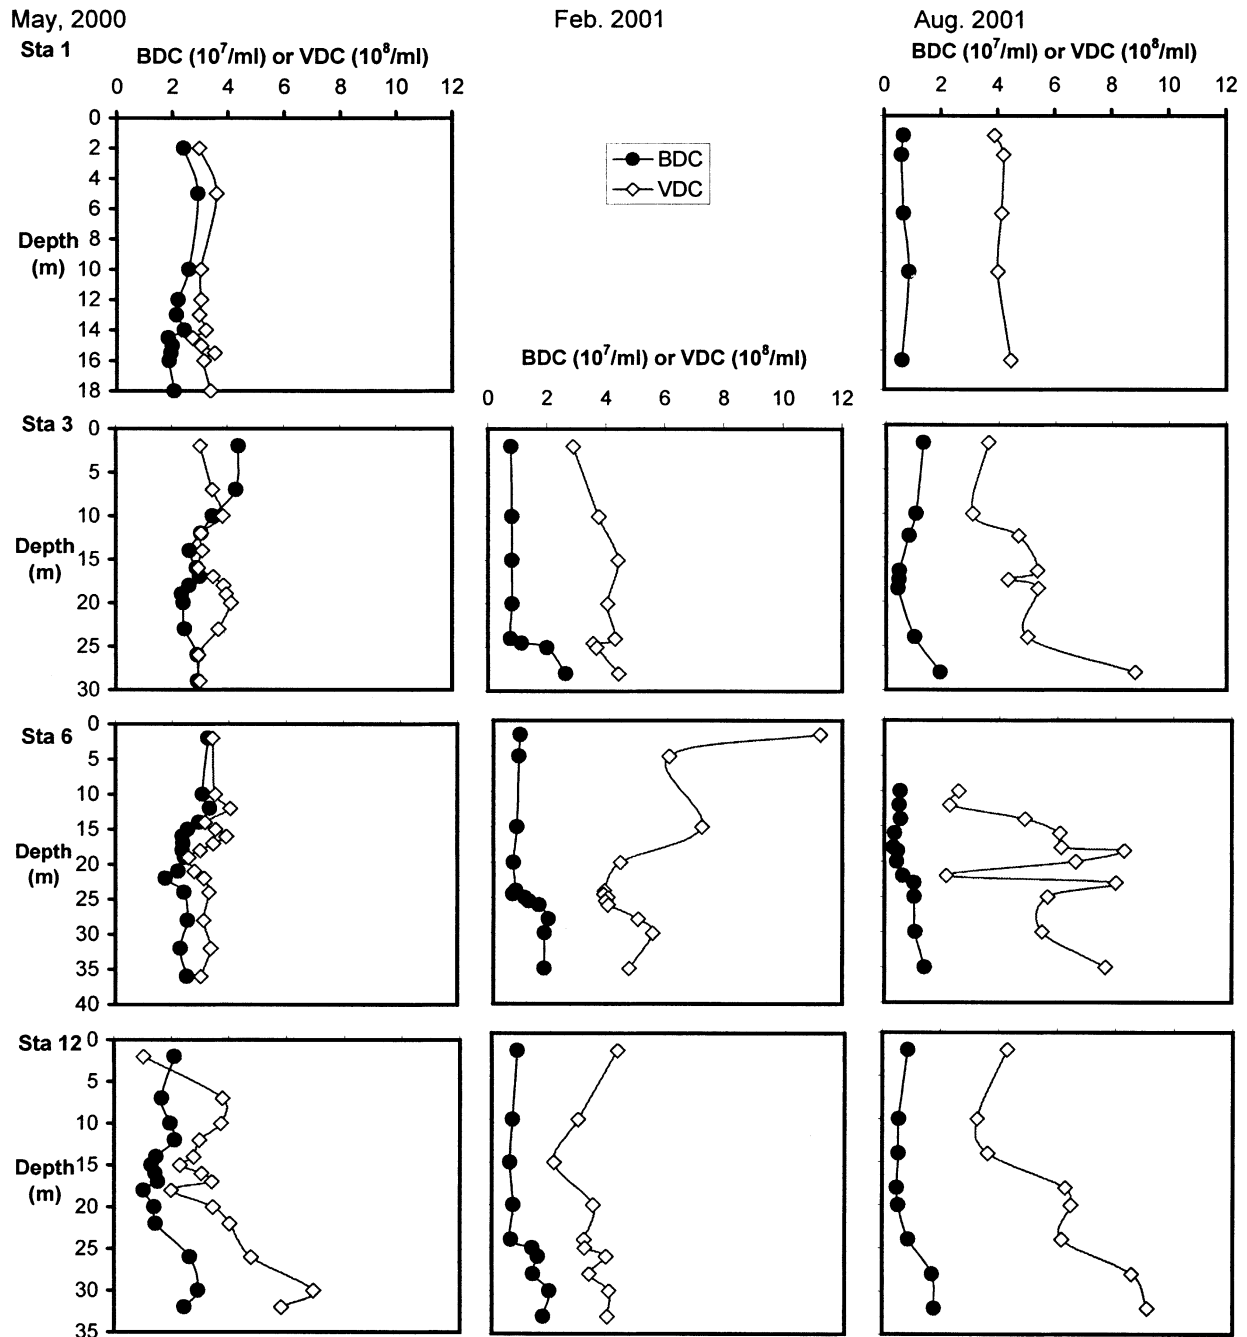 May, 2000 Feb. 2001 Aug. 2001
Sta 1 BDC (10⁷/ml) or VDC (10⁸/ml) BDC (10⁷/ml) or VDC (10⁸/ml)
0 2 4 6 8 10 12 0 2 4 6 8 10 12
0
2
4
6
8
10
12
14
16
18
Depth
(m)
BDC
VDC
BDC (10⁷/ml) or VDC (10⁸/ml)
0 2 4 6 8 10 12
Sta 3
0
5
10
15
20
25
30
Depth
(m)
Sta 6
0
5
10
15
20
25
30
35
40
Depth
(m)
Sta 12
0
5
10
15
20
25
30
35
Depth
(m)